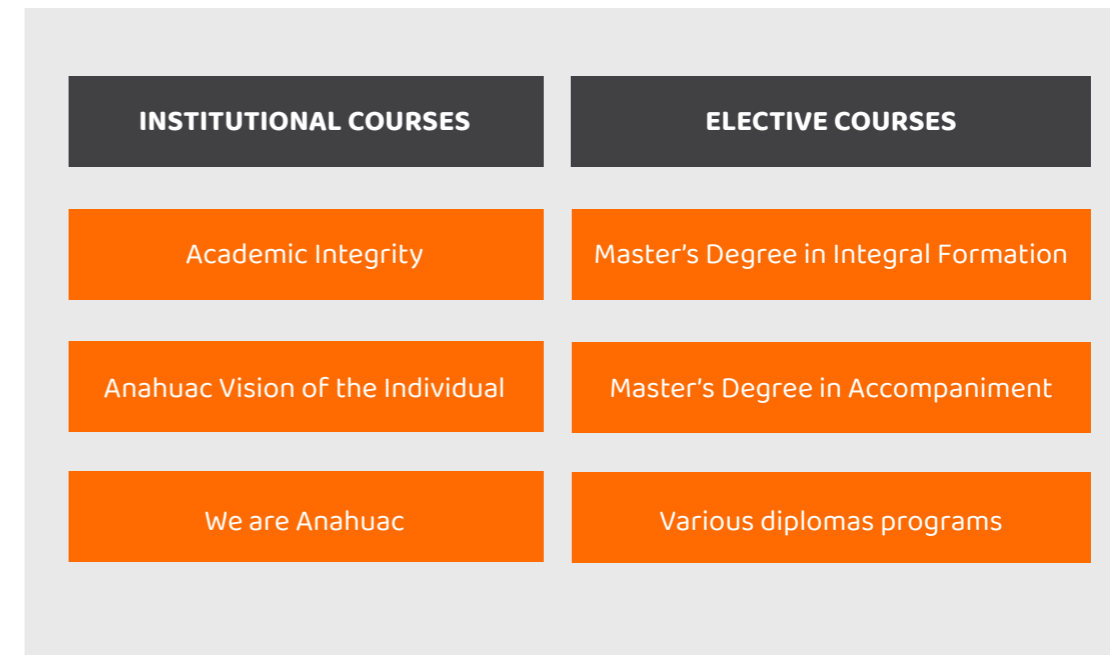 INSTITUTIONAL COURSES
ELECTIVE COURSES
Academic Integrity
Master's Degree in Integral Formation
Anahuac Vision of the Individual
Master's Degree in Accompaniment
We are Anahuac
Various diplomas programs